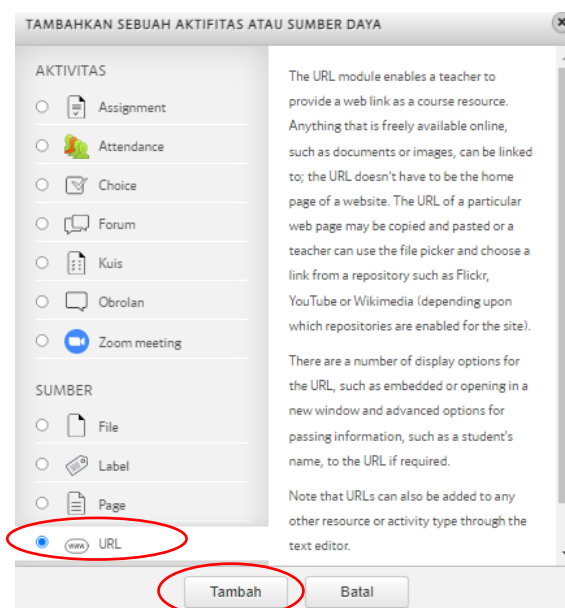 TAMBAHKAN SEBUAH AKTIFITAS ATAU SUMBER DAYA
AKTIVITAS
Assignment
Attendance
Choice
Forum
Kuis
Obrolan
Zoom meeting
SUMBER
File
Label
Page
www URL
The URL module enables a teacher to
provide a web link as a course resource.
Anything that is freely available online,
such as documents or images, can be linked
to; the URL doesn't have to be the home
page of a website. The URL of a particular
web page may be copied and pasted or a
teacher can use the file picker and choose a
link from a repository such as Flickr,
YouTube or Wikimedia (depending upon
which repositories are enabled for the site).
There are a number of display options for
the URL, such as embedded or opening in a
new window and advanced options for
passing information, such as a student's
name, to the URL if required.
Note that URLs can also be added to any
other resource or activity type through the
text editor.
Tambah
Batal